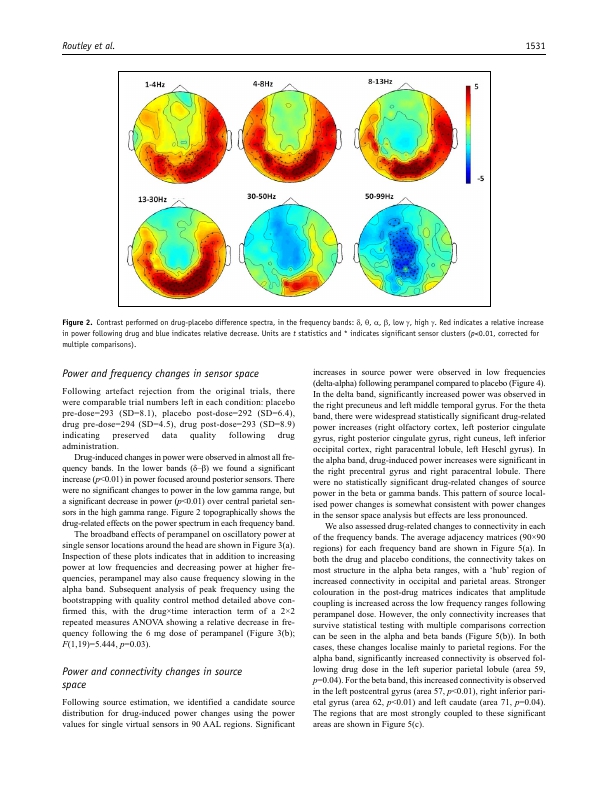 Routley et al.
1531
1-4Hz
4-8Hz
8-13Hz
5
-5
13-30Hz
30-50Hz
50-99Hz
Figure 2. Contrast performed on drug-placebo difference spectra, in the frequency bands: δ, θ, α, β, low γ, high γ. Red indicates a relative increase
in power following drug and blue indicates relative decrease. Units are t statistics and * indicates significant sensor clusters (p<0.01, corrected for
multiple comparisons).
Power and frequency changes in sensor space
Following artefact rejection from the original trials, there
were comparable trial numbers left in each condition: placebo
pre-dose=293 (SD=8.1), placebo post-dose=292 (SD=6.4),
drug pre-dose=294 (SD=4.5), drug post-dose=293 (SD=8.9)
indicating preserved data quality following drug
administration.
Drug-induced changes in power were observed in almost all fre-
quency bands. In the lower bands (δ–β) we found a significant
increase (p<0.01) in power focused around posterior sensors. There
were no significant changes to power in the low gamma range, but
a significant decrease in power (p<0.01) over central parietal sen-
sors in the high gamma range. Figure 2 topographically shows the
drug-related effects on the power spectrum in each frequency band.
The broadband effects of perampanel on oscillatory power at
single sensor locations around the head are shown in Figure 3(a).
Inspection of these plots indicates that in addition to increasing
power at low frequencies and decreasing power at higher fre-
quencies, perampanel may also cause frequency slowing in the
alpha band. Subsequent analysis of peak frequency using the
bootstrapping with quality control method detailed above con-
firmed this, with the drug×time interaction term of a 2×2
repeated measures ANOVA showing a relative decrease in fre-
quency following the 6 mg dose of perampanel (Figure 3(b);
F(1,19)=5.444, p=0.03).
Power and connectivity changes in source
space
Following source estimation, we identified a candidate source
distribution for drug-induced power changes using the power
values for single virtual sensors in 90 AAL regions. Significant
increases in source power were observed in low frequencies
(delta-alpha) following perampanel compared to placebo (Figure 4).
In the delta band, significantly increased power was observed in
the right precuneus and left middle temporal gyrus. For the theta
band, there were widespread statistically significant drug-related
power increases (right olfactory cortex, left posterior cingulate
gyrus, right posterior cingulate gyrus, right cuneus, left inferior
occipital cortex, right paracentral lobule, left Heschl gyrus). In
the alpha band, drug-induced power increases were significant in
the right precentral gyrus and right paracentral lobule. There
were no statistically significant drug-related changes of source
power in the beta or gamma bands. This pattern of source local-
ised power changes is somewhat consistent with power changes
in the sensor space analysis but effects are less pronounced.
We also assessed drug-related changes to connectivity in each
of the frequency bands. The average adjacency matrices (90×90
regions) for each frequency band are shown in Figure 5(a). In
both the drug and placebo conditions, the connectivity takes on
most structure in the alpha beta ranges, with a ‘hub’ region of
increased connectivity in occipital and parietal areas. Stronger
colouration in the post-drug matrices indicates that amplitude
coupling is increased across the low frequency ranges following
perampanel dose. However, the only connectivity increases that
survive statistical testing with multiple comparisons correction
can be seen in the alpha and beta bands (Figure 5(b)). In both
cases, these changes localise mainly to parietal regions. For the
alpha band, significantly increased connectivity is observed fol-
lowing drug dose in the left superior parietal lobule (area 59,
p=0.04). For the beta band, this increased connectivity is observed
in the left postcentral gyrus (area 57, p<0.01), right inferior pari-
etal gyrus (area 62, p<0.01) and left caudate (area 71, p=0.04).
The regions that are most strongly coupled to these significant
areas are shown in Figure 5(c).